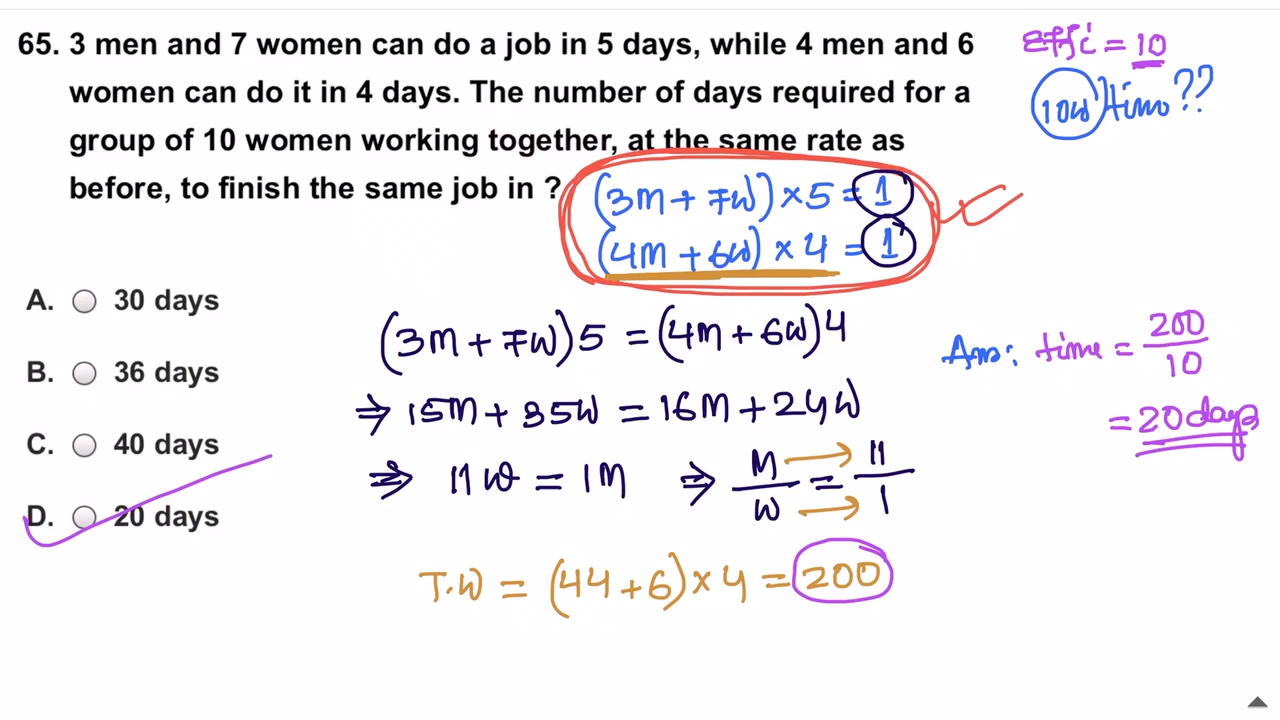 65. 3 men and 7 women can do a job in 5 days, while 4 men and 6
women can do it in 4 days. The number of days required for a
group of 10 women working together, at the same rate as
before, to finish the same job in ?
effi = 10
10W) time ??
(3M + 7W) × 5 = 1
(4M + 6W) × 4 = 1
A. 30 days
B. 36 days
C. 40 days
D. 20 days
(3M + 7W)5 = (4M + 6W)4
⇒ 15M + 35W = 16M + 24W
⇒ 11W = 1M ⇒ M/W = 11/1
T.W = (44 + 6) × 4 = 200
Ans: time = 200/10
= 20 days